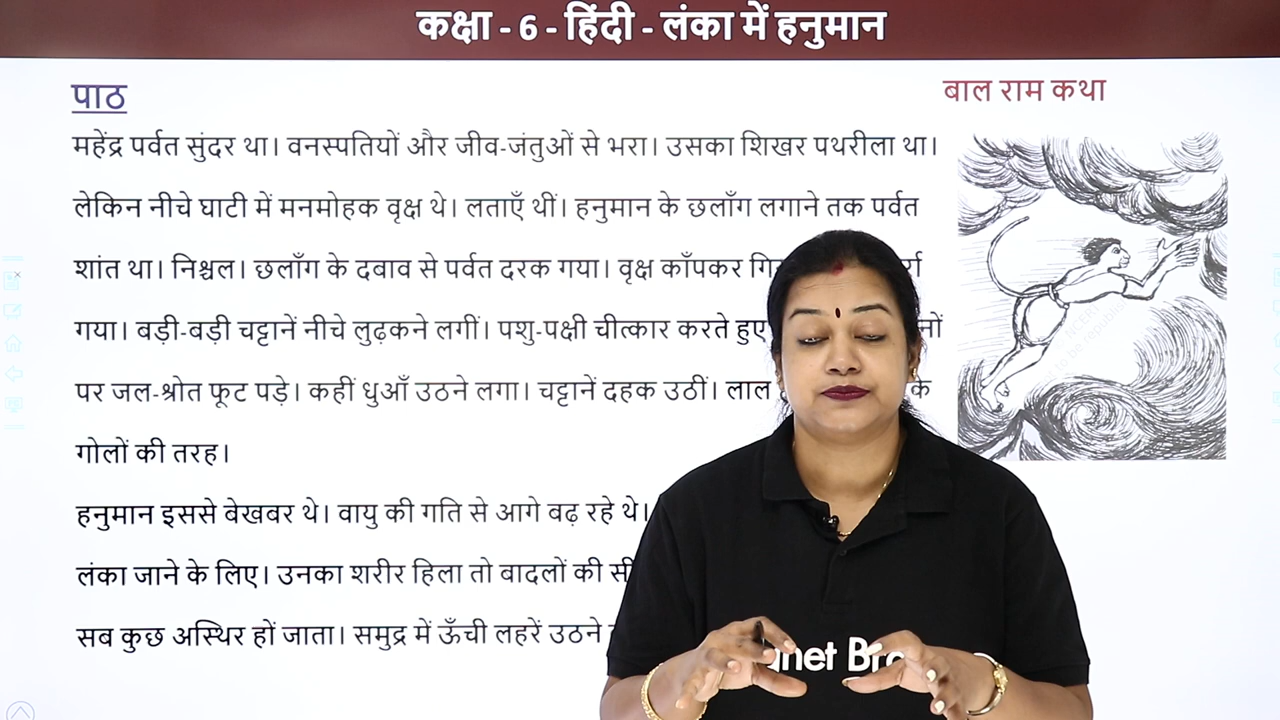 कक्षा - 6 - हिंदी - लंका में हनुमान
पाठ
बाल राम कथा
महेंद्र पर्वत सुंदर था। वनस्पतियों और जीव-जंतुओं से भरा। उसका शिखर पथरीला था।
लेकिन नीचे घाटी में मनमोहक वृक्ष थे। लताएँ थीं। हनुमान के छलाँग लगाने तक पर्वत
शांत था। निश्चल। छलाँग के दवाव से पर्वत दरक गया। वृक्ष काँपकर
गया। बड़ी-बड़ी चट्टानें नीचे लुढ़कने लगीं। पशु-पक्षी चीत्कार करते हुए
पर जल-श्रोत फूट पड़े। कहीं धुआँ उठने लगा। चट्टानें दहक उठीं। लाल के
गोलों की तरह।
हनुमान इससे वेखबर थे। वायु की गति से आगे बढ़ रहे थे।
लंका जाने के लिए। उनका शरीर हिला तो वादलों की
सब कुछ अस्थिर हों जाता। समुद्र में ऊँची लहरें उठने